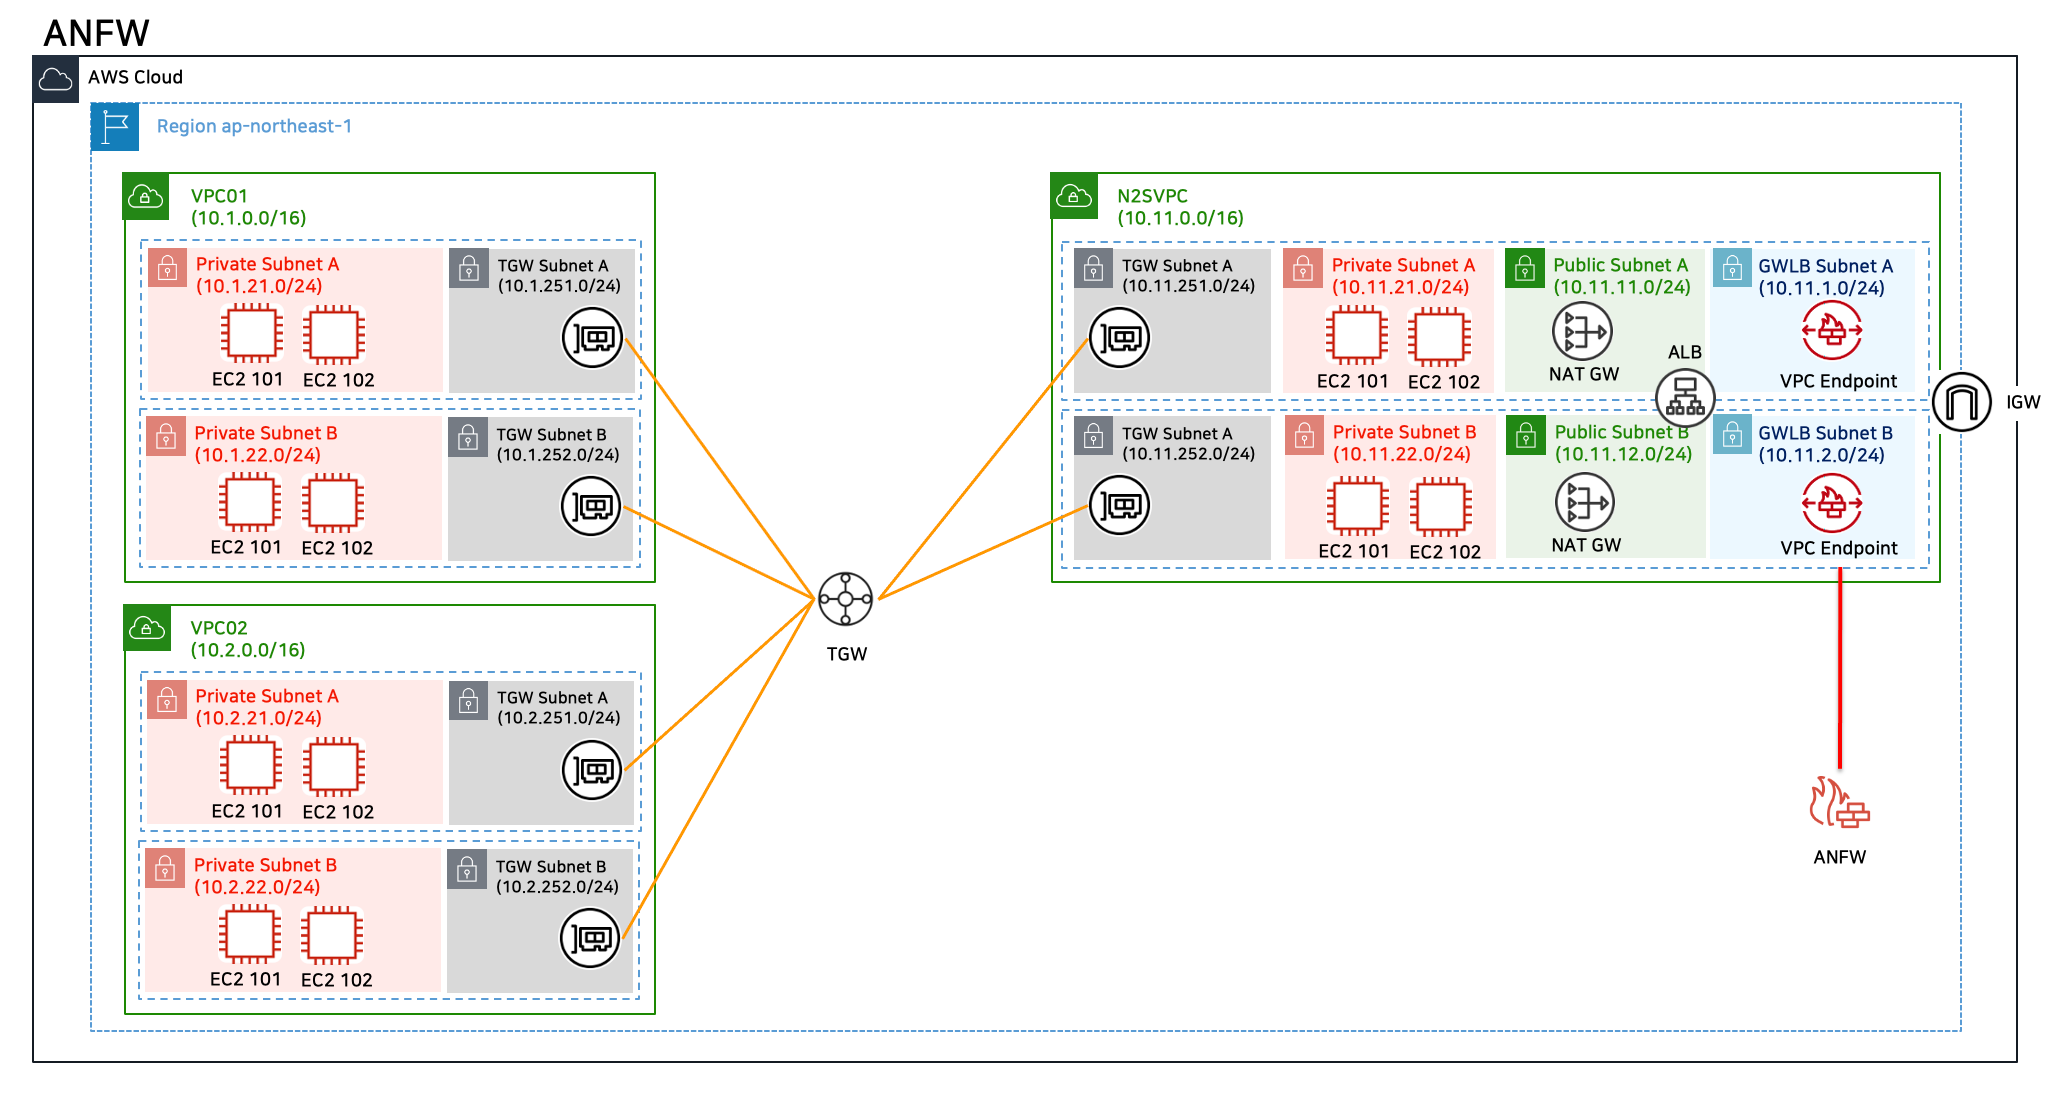 ANFW
AWS Cloud
Region ap-northeast-1
VPC01
(10.1.0.0/16)
Private Subnet A
(10.1.21.0/24)
EC2 101
EC2 102
TGW Subnet A
(10.1.251.0/24)
Private Subnet B
(10.1.22.0/24)
EC2 101
EC2 102
TGW Subnet B
(10.1.252.0/24)
VPC02
(10.2.0.0/16)
Private Subnet A
(10.2.21.0/24)
EC2 101
EC2 102
TGW Subnet A
(10.2.251.0/24)
Private Subnet B
(10.2.22.0/24)
EC2 101
EC2 102
TGW Subnet B
(10.2.252.0/24)
TGW
N2SVPC
(10.11.0.0/16)
TGW Subnet A
(10.11.251.0/24)
Private Subnet A
(10.11.21.0/24)
EC2 101
EC2 102
Public Subnet A
(10.11.11.0/24)
NAT GW
ALB
GWLB Subnet A
(10.11.1.0/24)
VPC Endpoint
TGW Subnet A
(10.11.252.0/24)
Private Subnet B
(10.11.22.0/24)
EC2 101
EC2 102
Public Subnet B
(10.11.12.0/24)
NAT GW
GWLB Subnet B
(10.11.2.0/24)
VPC Endpoint
IGW
ANFW